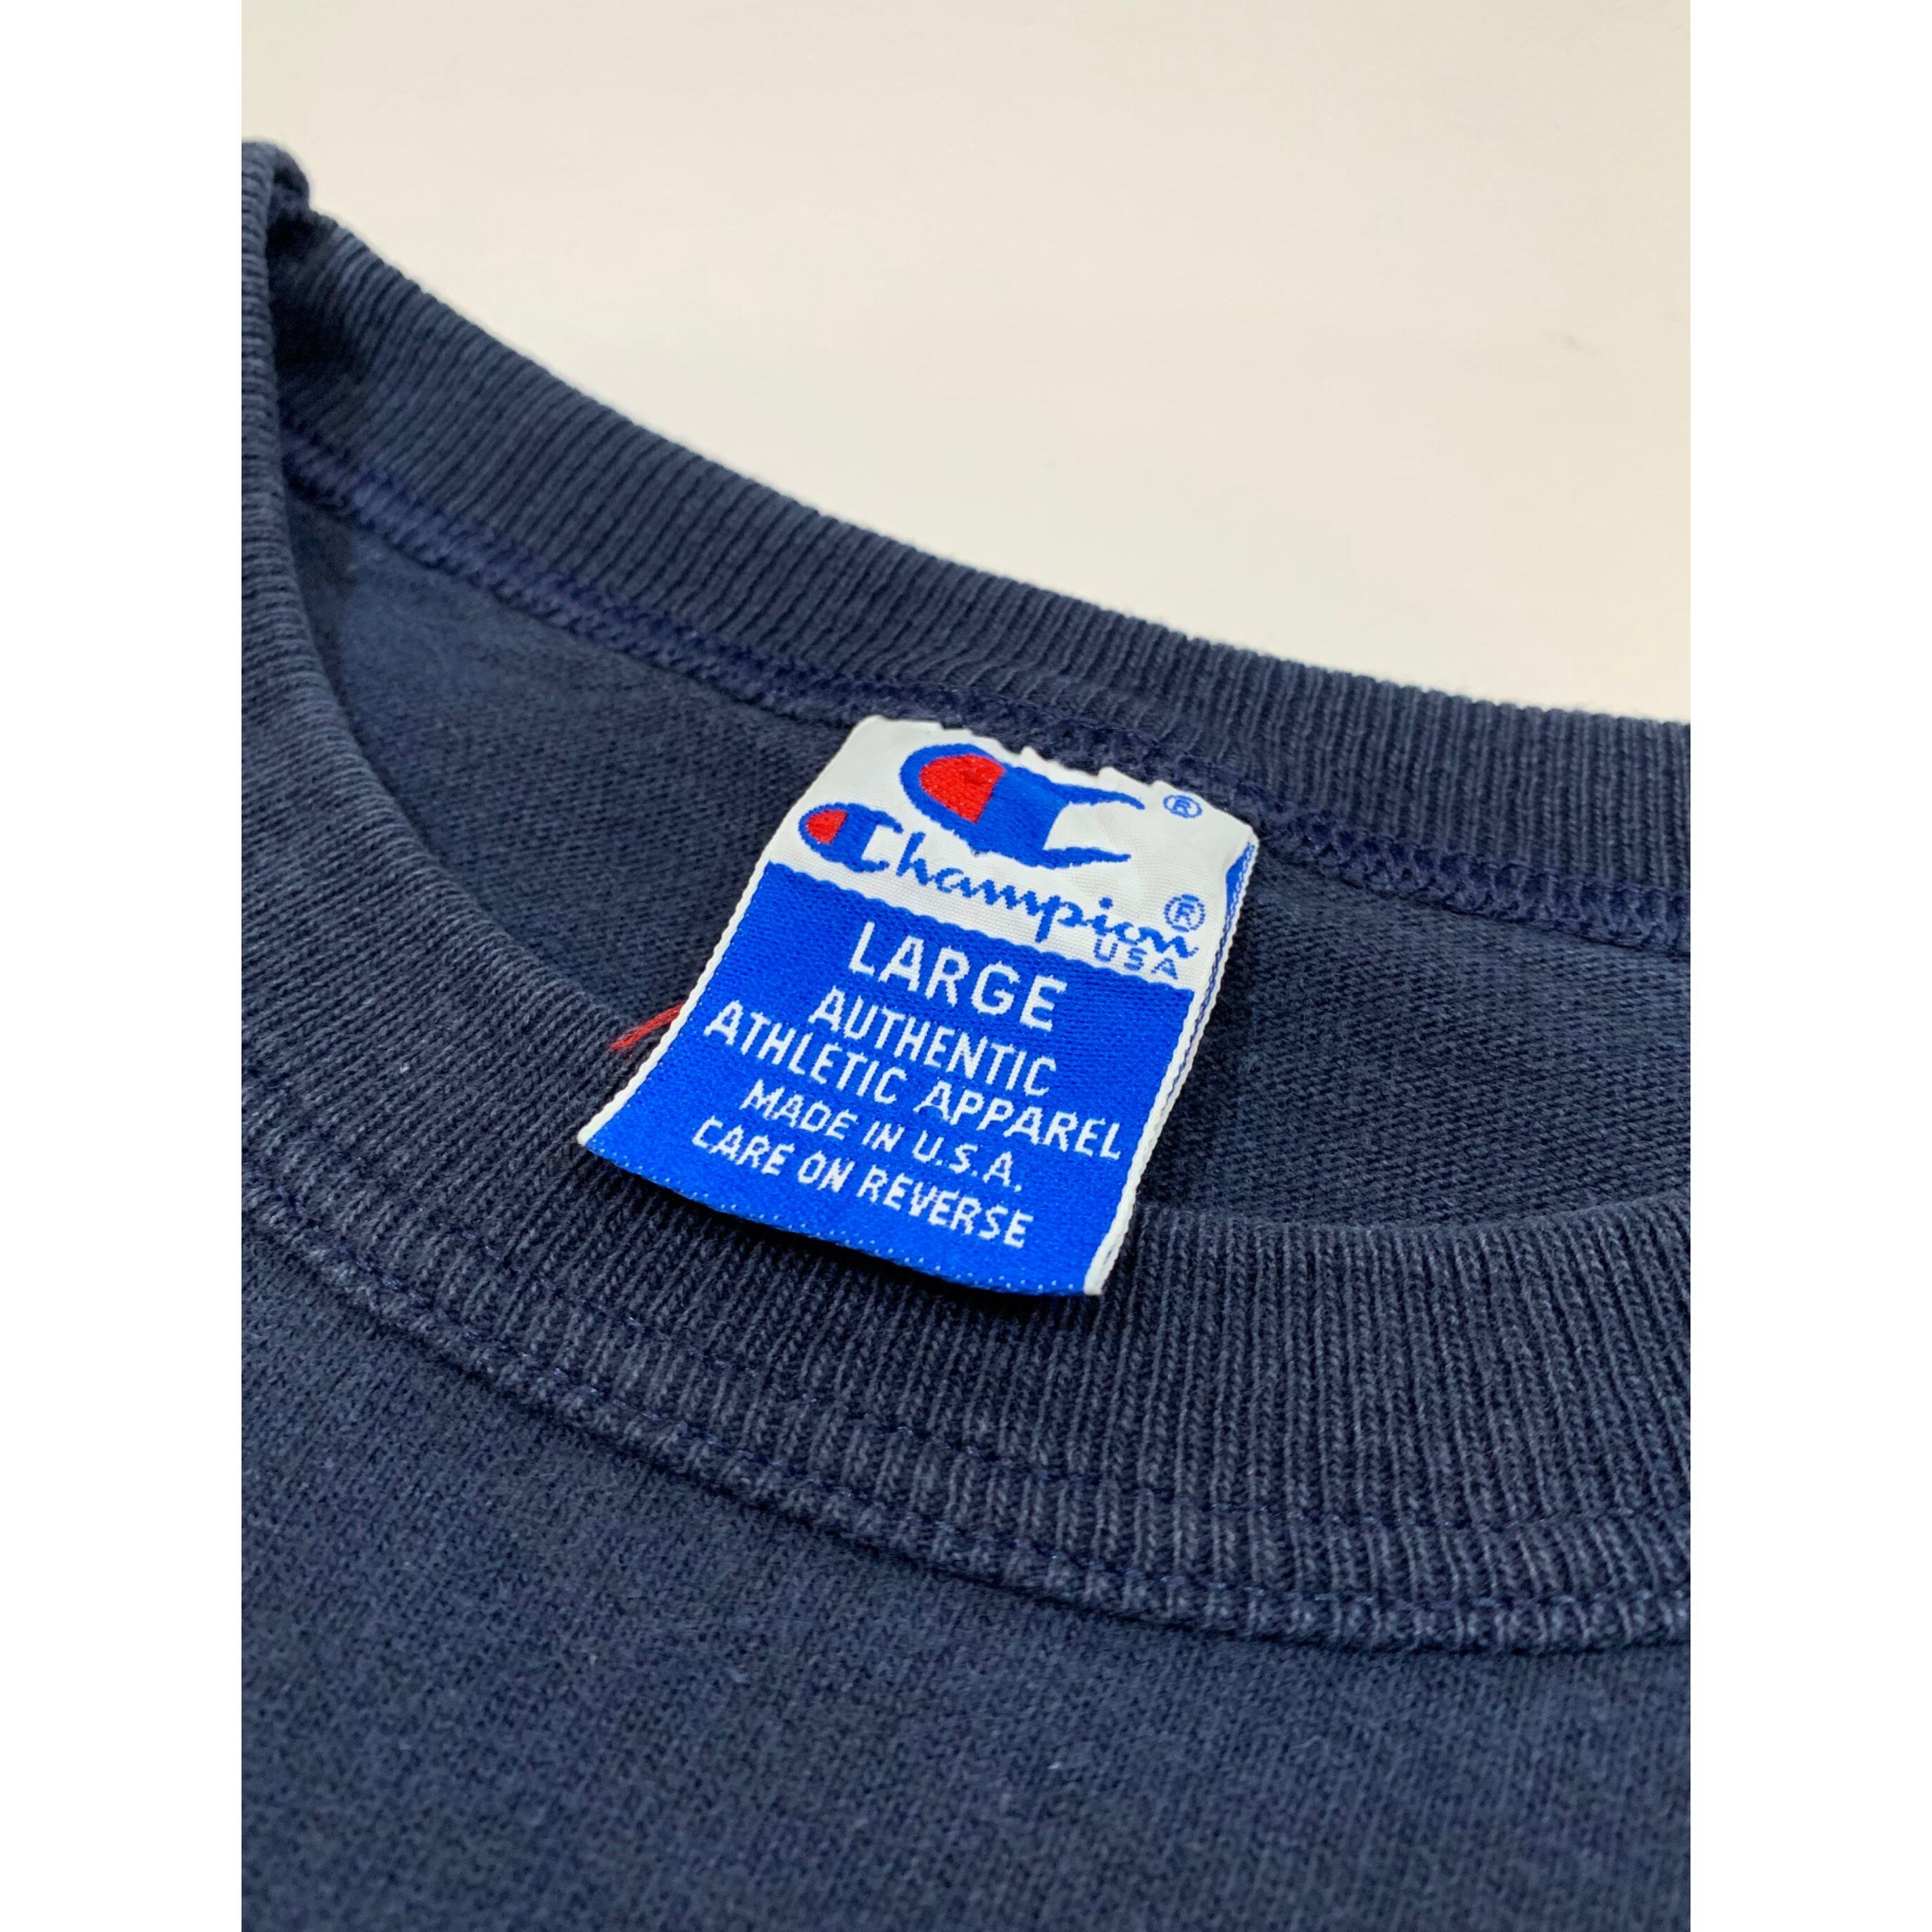 ®
Champion®
USA
LARGE
AUTHENTIC
ATHLETIC APPAREL
MADE IN U.S.A.
CARE ON REVERSE